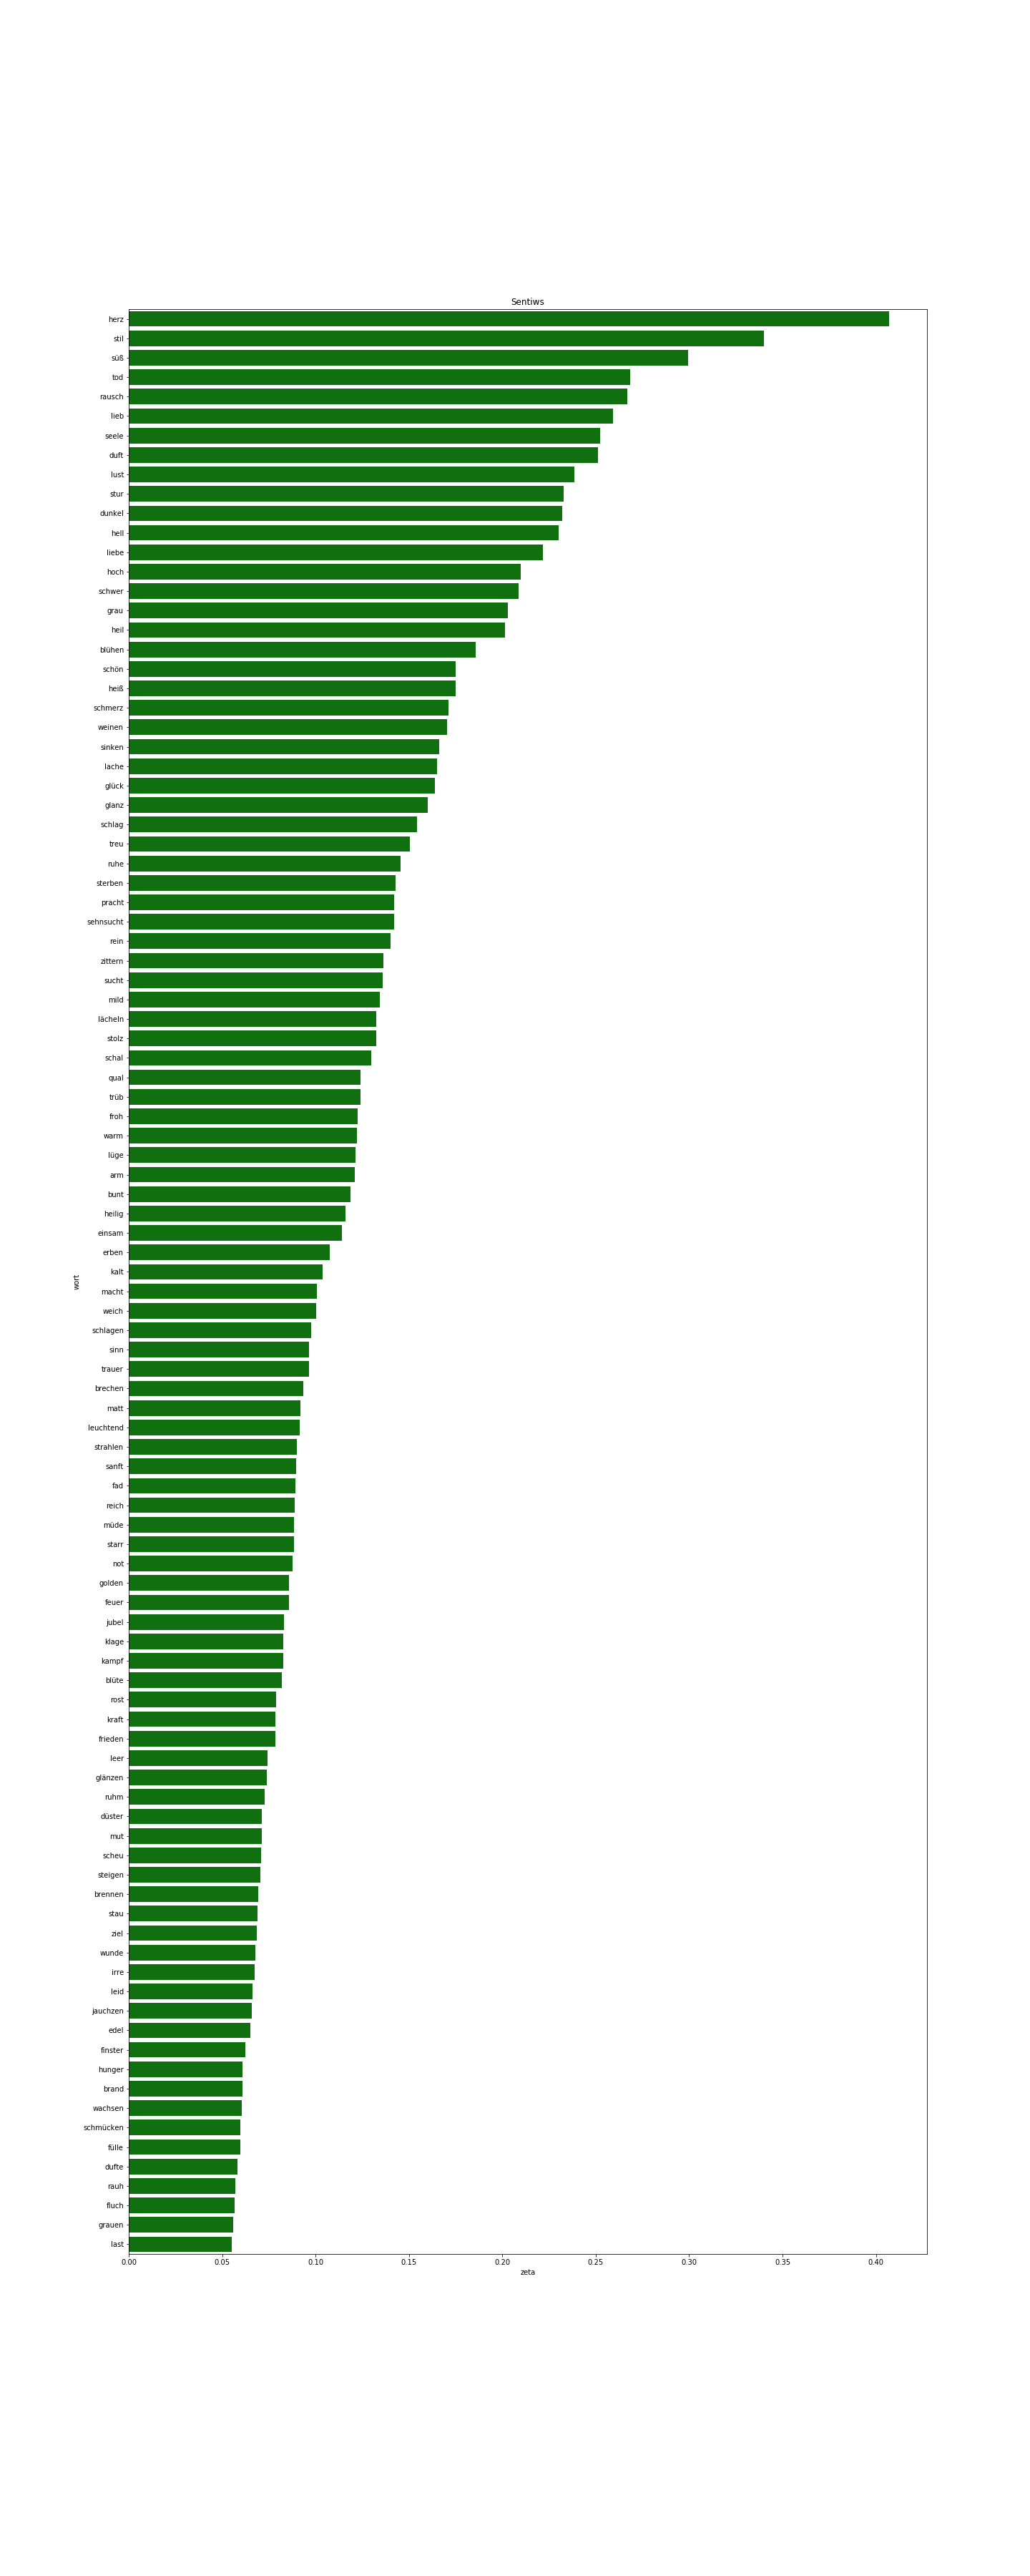 Sentiws
herz
stil
süß
tod
rausch
lieb
seele
duft
lust
stur
dunkel
hell
liebe
hoch
schwer
grau
heil
blühen
schön
heiß
schmerz
weinen
sinken
lache
glück
glanz
schlag
treu
ruhe
sterben
pracht
sehnsucht
rein
zittern
sucht
mild
lächeln
stolz
schal
qual
trüb
froh
warm
lüge
arm
bunt
heilig
einsam
erben
kalt
wort
macht
weich
schlagen
sinn
trauer
brechen
matt
leuchtend
strahlen
sanft
fad
reich
müde
starr
not
golden
feuer
jubel
klage
kampf
blüte
rost
kraft
frieden
leer
glänzen
ruhm
düster
mut
scheu
steigen
brennen
stau
ziel
wunde
irre
leid
jauchzen
edel
finster
hunger
brand
wachsen
schmücken
fülle
dufte
rauh
fluch
grauen
last
0.00 0.05 0.10 0.15 0.20 0.25 0.30 0.35 0.40
zeta